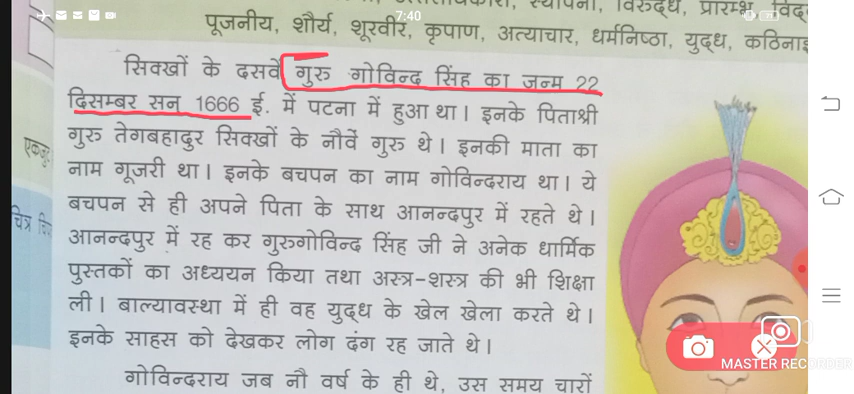 7:40
पूजनीय, शौर्य, शूरवीर, कृपाण, अत्याचार, धर्मनिष्ठा, युद्ध,
सिक्खों के दसवें गुरु गोविन्द सिंह का जन्म 22
दिसम्बर सन् 1666 ई. में पटना में हुआ था। इनके पिताश्री
गुरु तेगबहादुर सिक्खों के नौवें गुरु थे। इनकी माता का
नाम गूजरी था। इनके बचपन का नाम गोविन्दराय था। ये
बचपन से ही अपने पिता के साथ आनन्दपुर में रहते थे।
आनन्दपुर में रह कर गुरुगोविन्द सिंह जी ने अनेक धार्मिक
पुस्तकों का अध्ययन किया तथा अस्त्र-शस्त्र की भी शिक्षा
ली। बाल्यावस्था में ही वह युद्ध के खेल खेला करते थे।
इनके साहस को देखकर लोग दंग रह जाते थे।
गोविन्दराय जब नौ वर्ष के ही थे, उस समय चारों
MASTER RECORDER